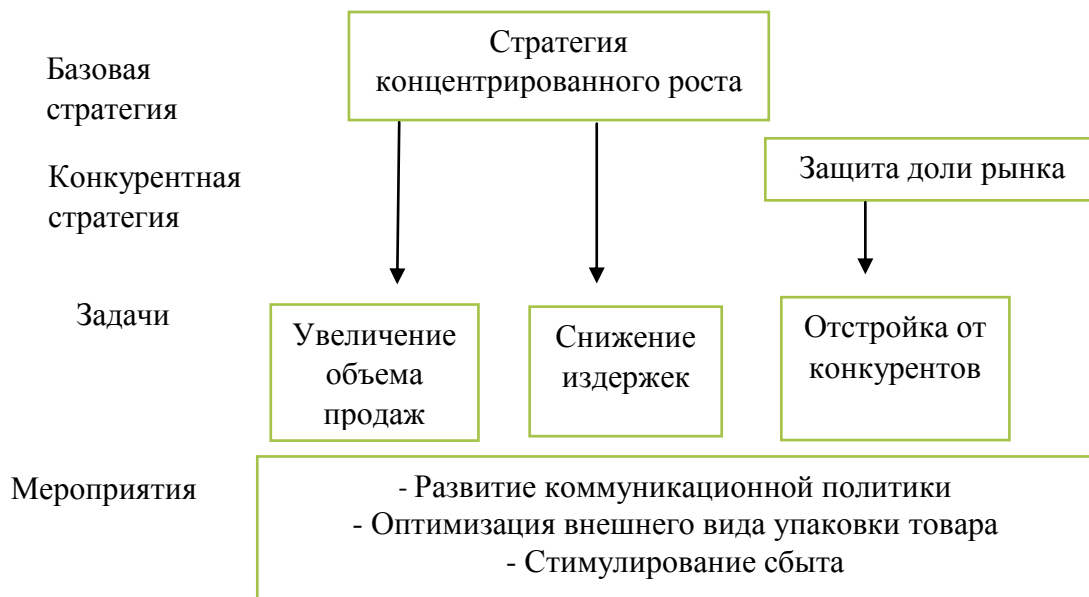 Стратегия
концентрированного роста
Базовая
стратегия
Защита доли рынка
Конкурентная
стратегия
Задачи
Увеличение
объема
продаж
Снижение
издержек
Отстройка от
конкурентов
Мероприятия
- Развитие коммуникационной политики
- Оптимизация внешнего вида упаковки товара
- Стимулирование сбыта